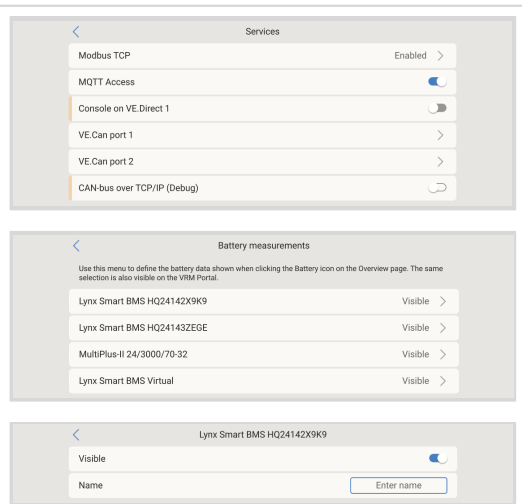 Services
Modbus TCP Enabled
MQTT Access
Console on VE.Direct 1
VE.Can port 1
VE.Can port 2
CAN-bus over TCP/IP (Debug)
Battery measurements
Use this menu to define the battery data shown when clicking the Battery icon on the Overview page. The same
selection is also visible on the VRM Portal.
Lynx Smart BMS HQ24142X9K9 Visible
Lynx Smart BMS HQ24143ZEGE Visible
MultiPlus-II 24/3000/70-32 Visible
Lynx Smart BMS Virtual Visible
Lynx Smart BMS HQ24142X9K9
Visible
Name Enter name